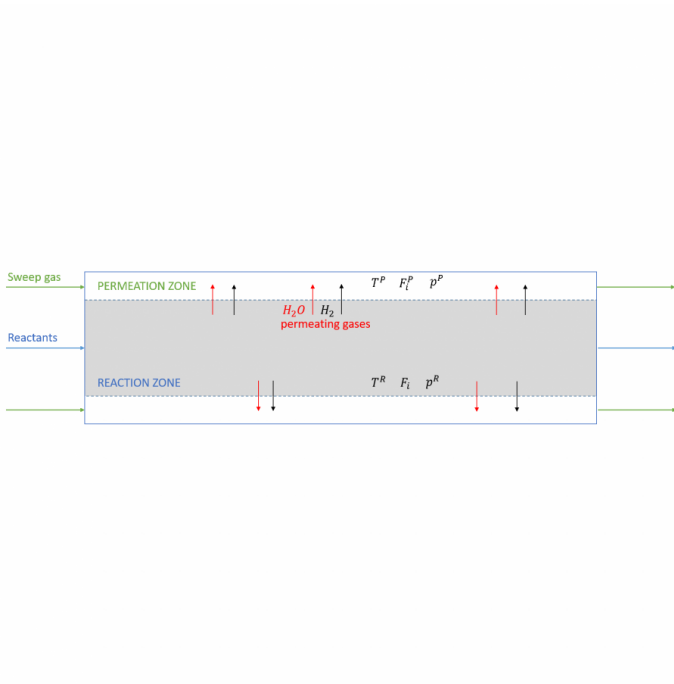 Sweep gas
PERMEATION ZONE
T^P F_i^P p^P
H_2O H_2
permeating gases
Reactants
REACTION ZONE
T^R F_i p^R